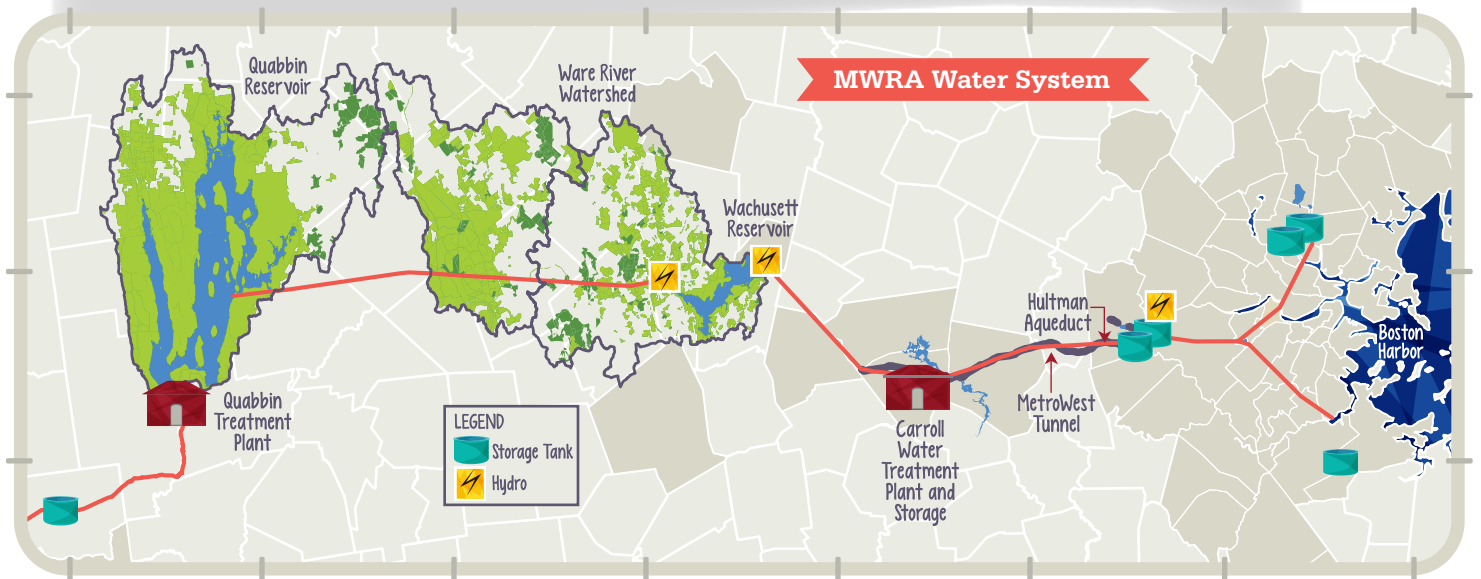 MWRA Water System
Quabbin
Reservoir
Ware River
Watershed
Wachusett
Reservoir
Hultman
Aqueduct
Boston
Harbor
Quabbin
Treatment
Plant
MetroWest
Tunnel
Carroll
Water
Treatment
Plant and
Storage
LEGEND
Storage Tank
Hydro